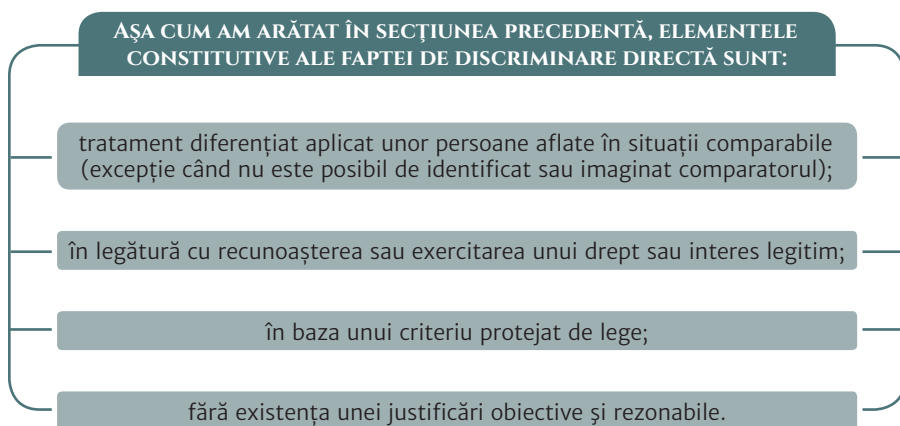 AȘA CUM AM ARĂTAT ÎN SECŢIUNEA PRECEDENTĂ, ELEMENTELE
CONSTITUTIVE ALE FAPTEI DE DISCRIMINARE DIRECTĂ SUNT:
tratament diferențiat aplicat unor persoane aflate în situații comparabile
(excepție când nu este posibil de identificat sau imaginat comparatorul);
în legătură cu recunoașterea sau exercitarea unui drept sau interes legitim;
în baza unui criteriu protejat de lege;
fără existența unei justificări obiective și rezonabile.